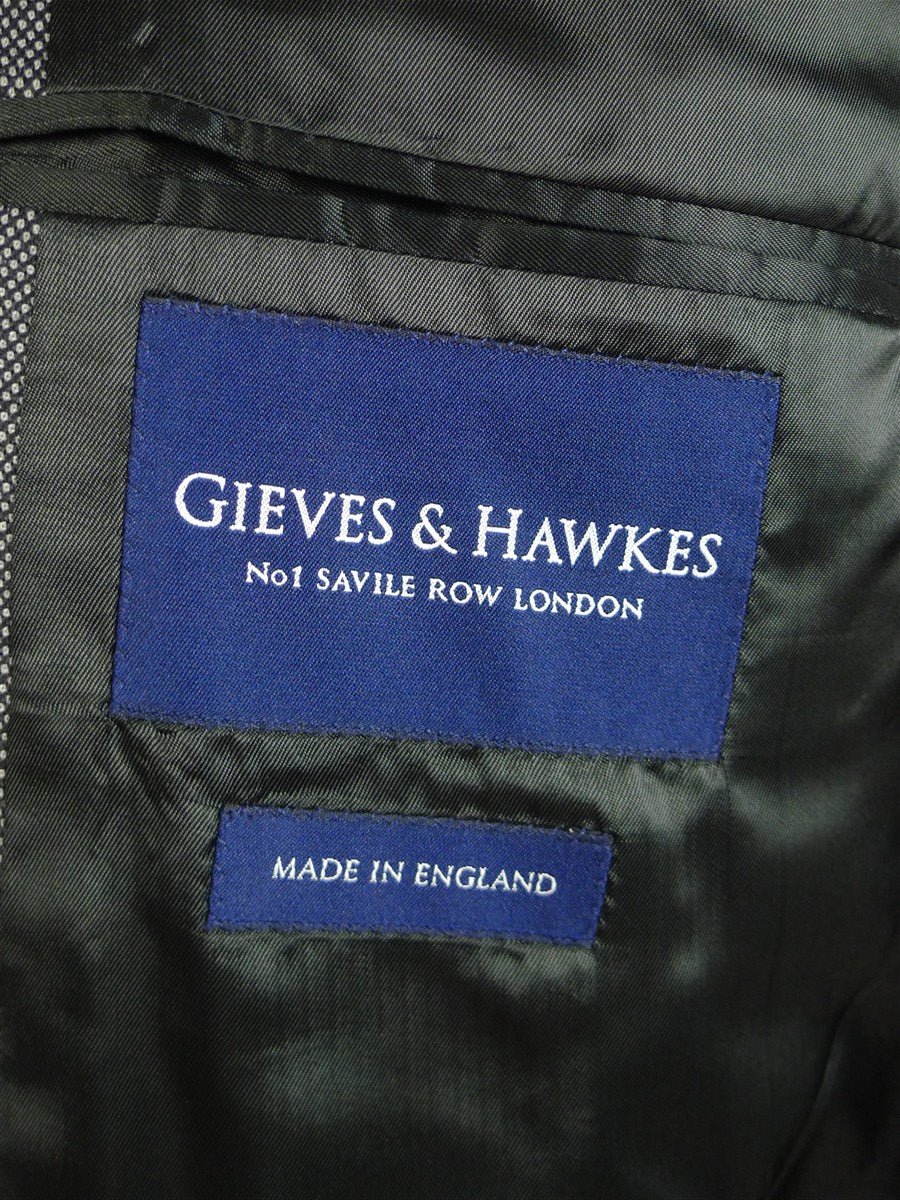 GIEVES & HAWKES
No1 SAVILE ROW LONDON
MADE IN ENGLAND